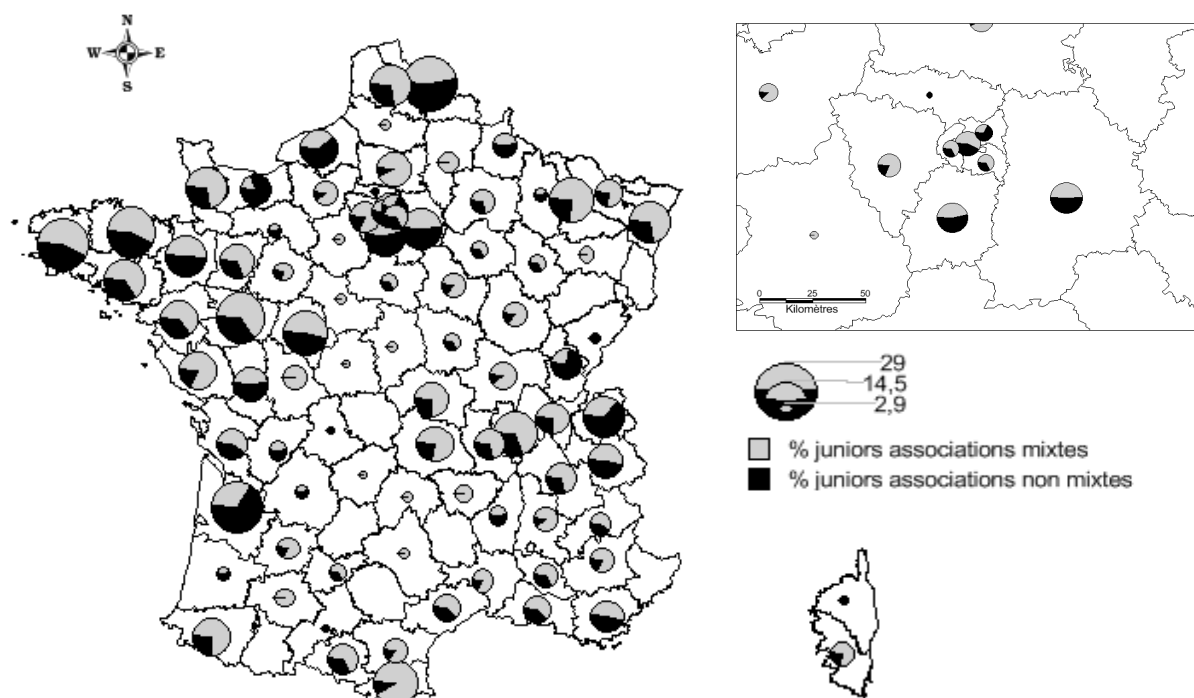 N
W E
S
0 25 50
Kilomètres
29
14,5
2,9
% juniors associations mixtes
% juniors associations non mixtes